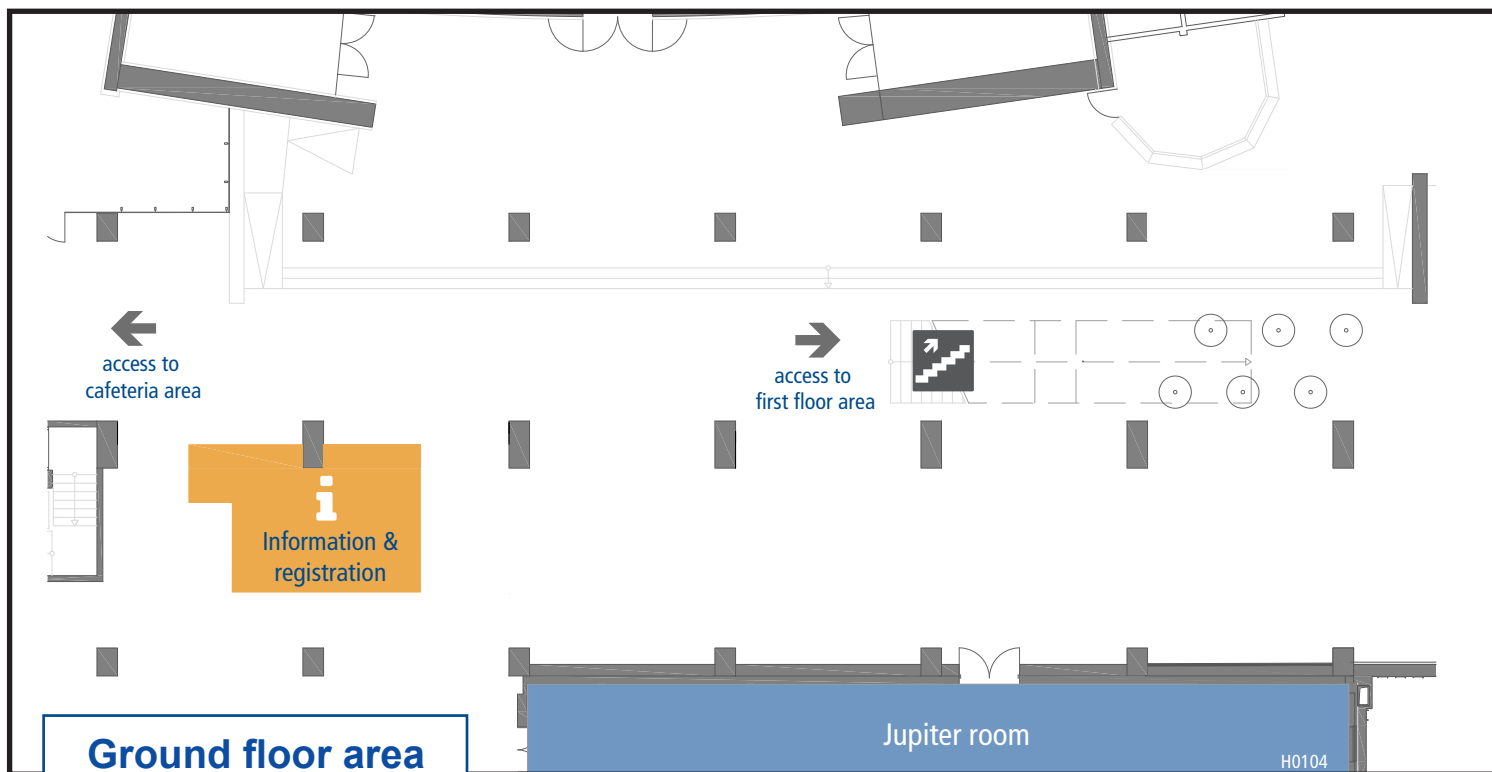 access to
cafeteria area
access to
first floor area
i
Information &
registration
Jupiter room
H0104
Ground floor area